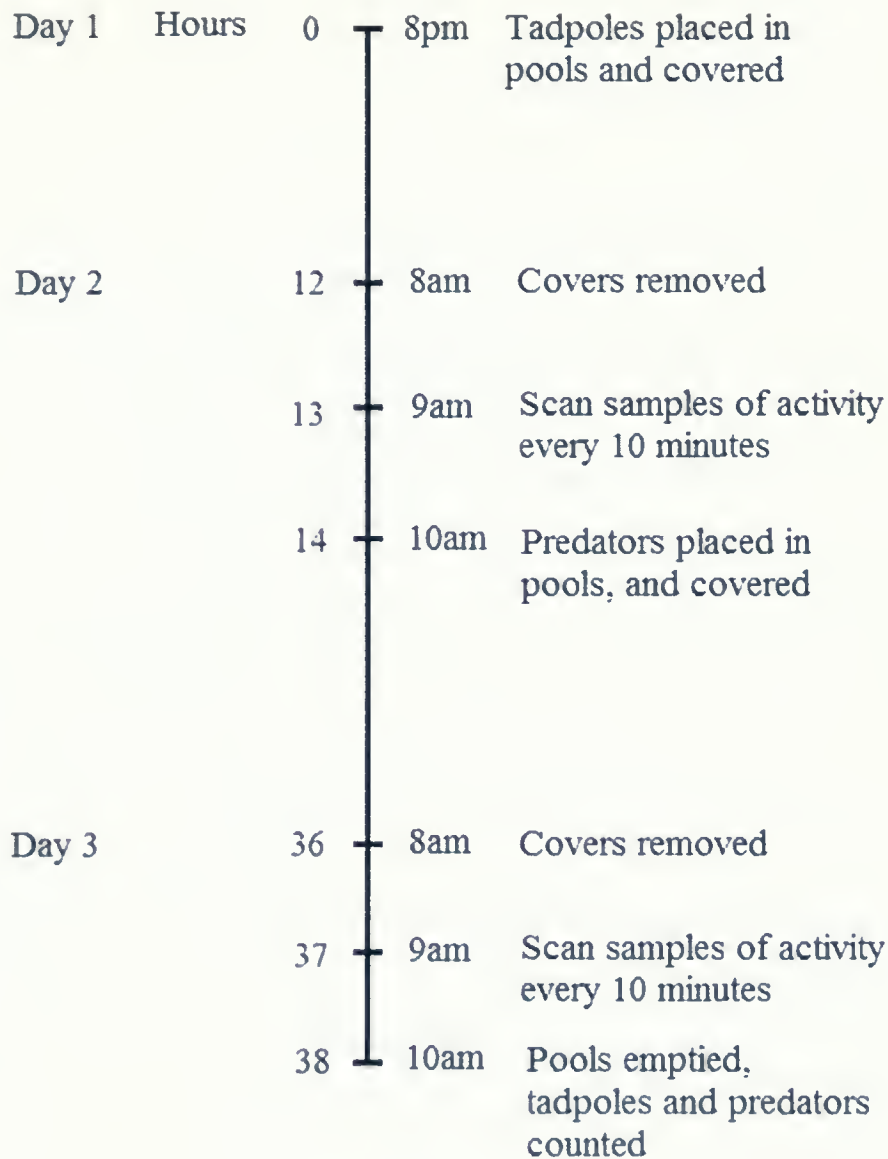 Day 1 Hours 0 8pm Tadpoles placed in
pools and covered
Day 2 12 8am Covers removed
13 9am Scan samples of activity
every 10 minutes
14 10am Predators placed in
pools, and covered
Day 3 36 8am Covers removed
37 9am Scan samples of activity
every 10 minutes
38 10am Pools emptied,
tadpoles and predators
counted